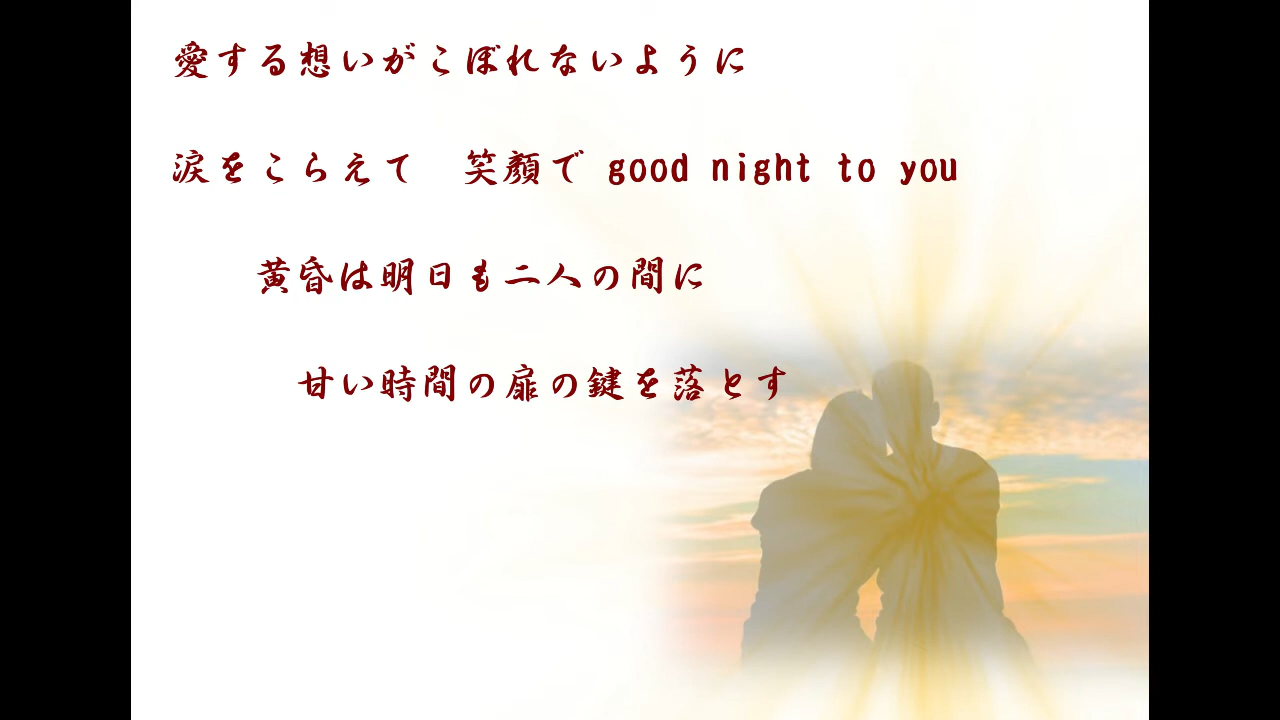 愛する想いがこぼれないように
涙をこらえて　笑顔で good night to you
黄昏は明日も二人の間に
甘い時間の扉の鍵を落とす